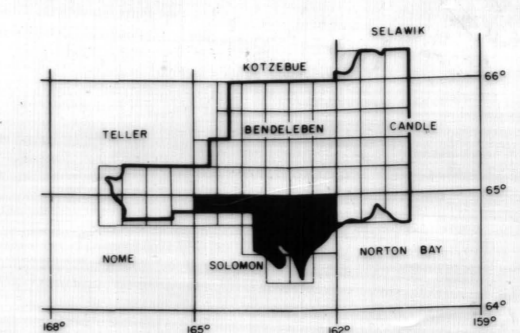 SELAWIK
KOTZEBUE
66°
TELLER
BENDELEBEN
CANDLE
65°
NOME
SOLOMON
NORTON BAY
64°
168°
165°
162°
159°